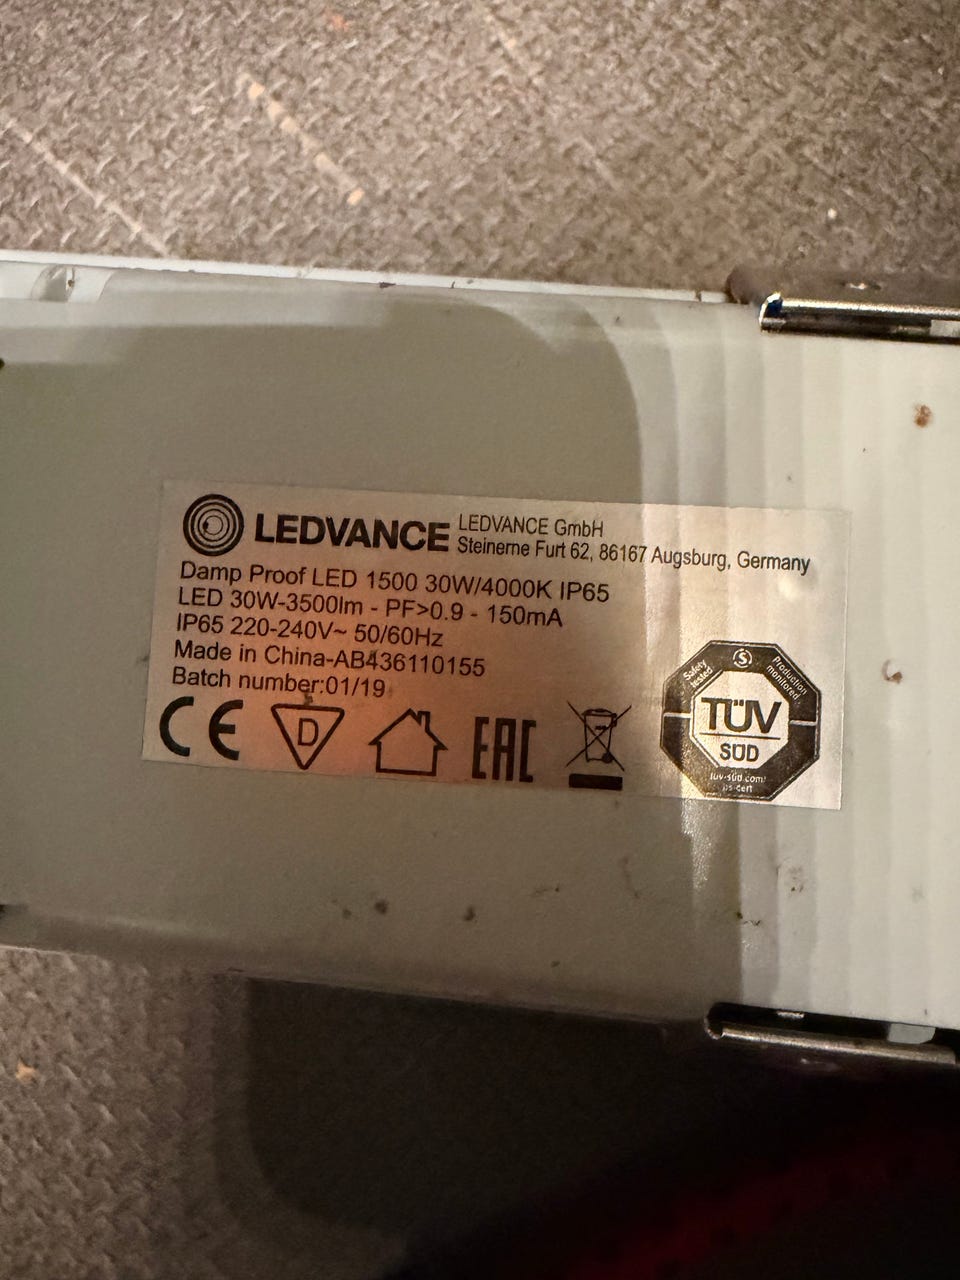 LEDVANCE
LEDVANCE GmbH
Steinerne Furt 62, 86167 Augsburg, Germany
Damp Proof LED 1500 30W/4000K IP65
LED 30W-3500lm - PF>0.9 - 150mA
IP65 220-240V~ 50/60Hz
Made in China-AB436110155
Batch number:01/19
CE
D
EAC
Safety tested
S
Production monitored
TÜV
SÜD
tuv-sud.com/
ps-cert